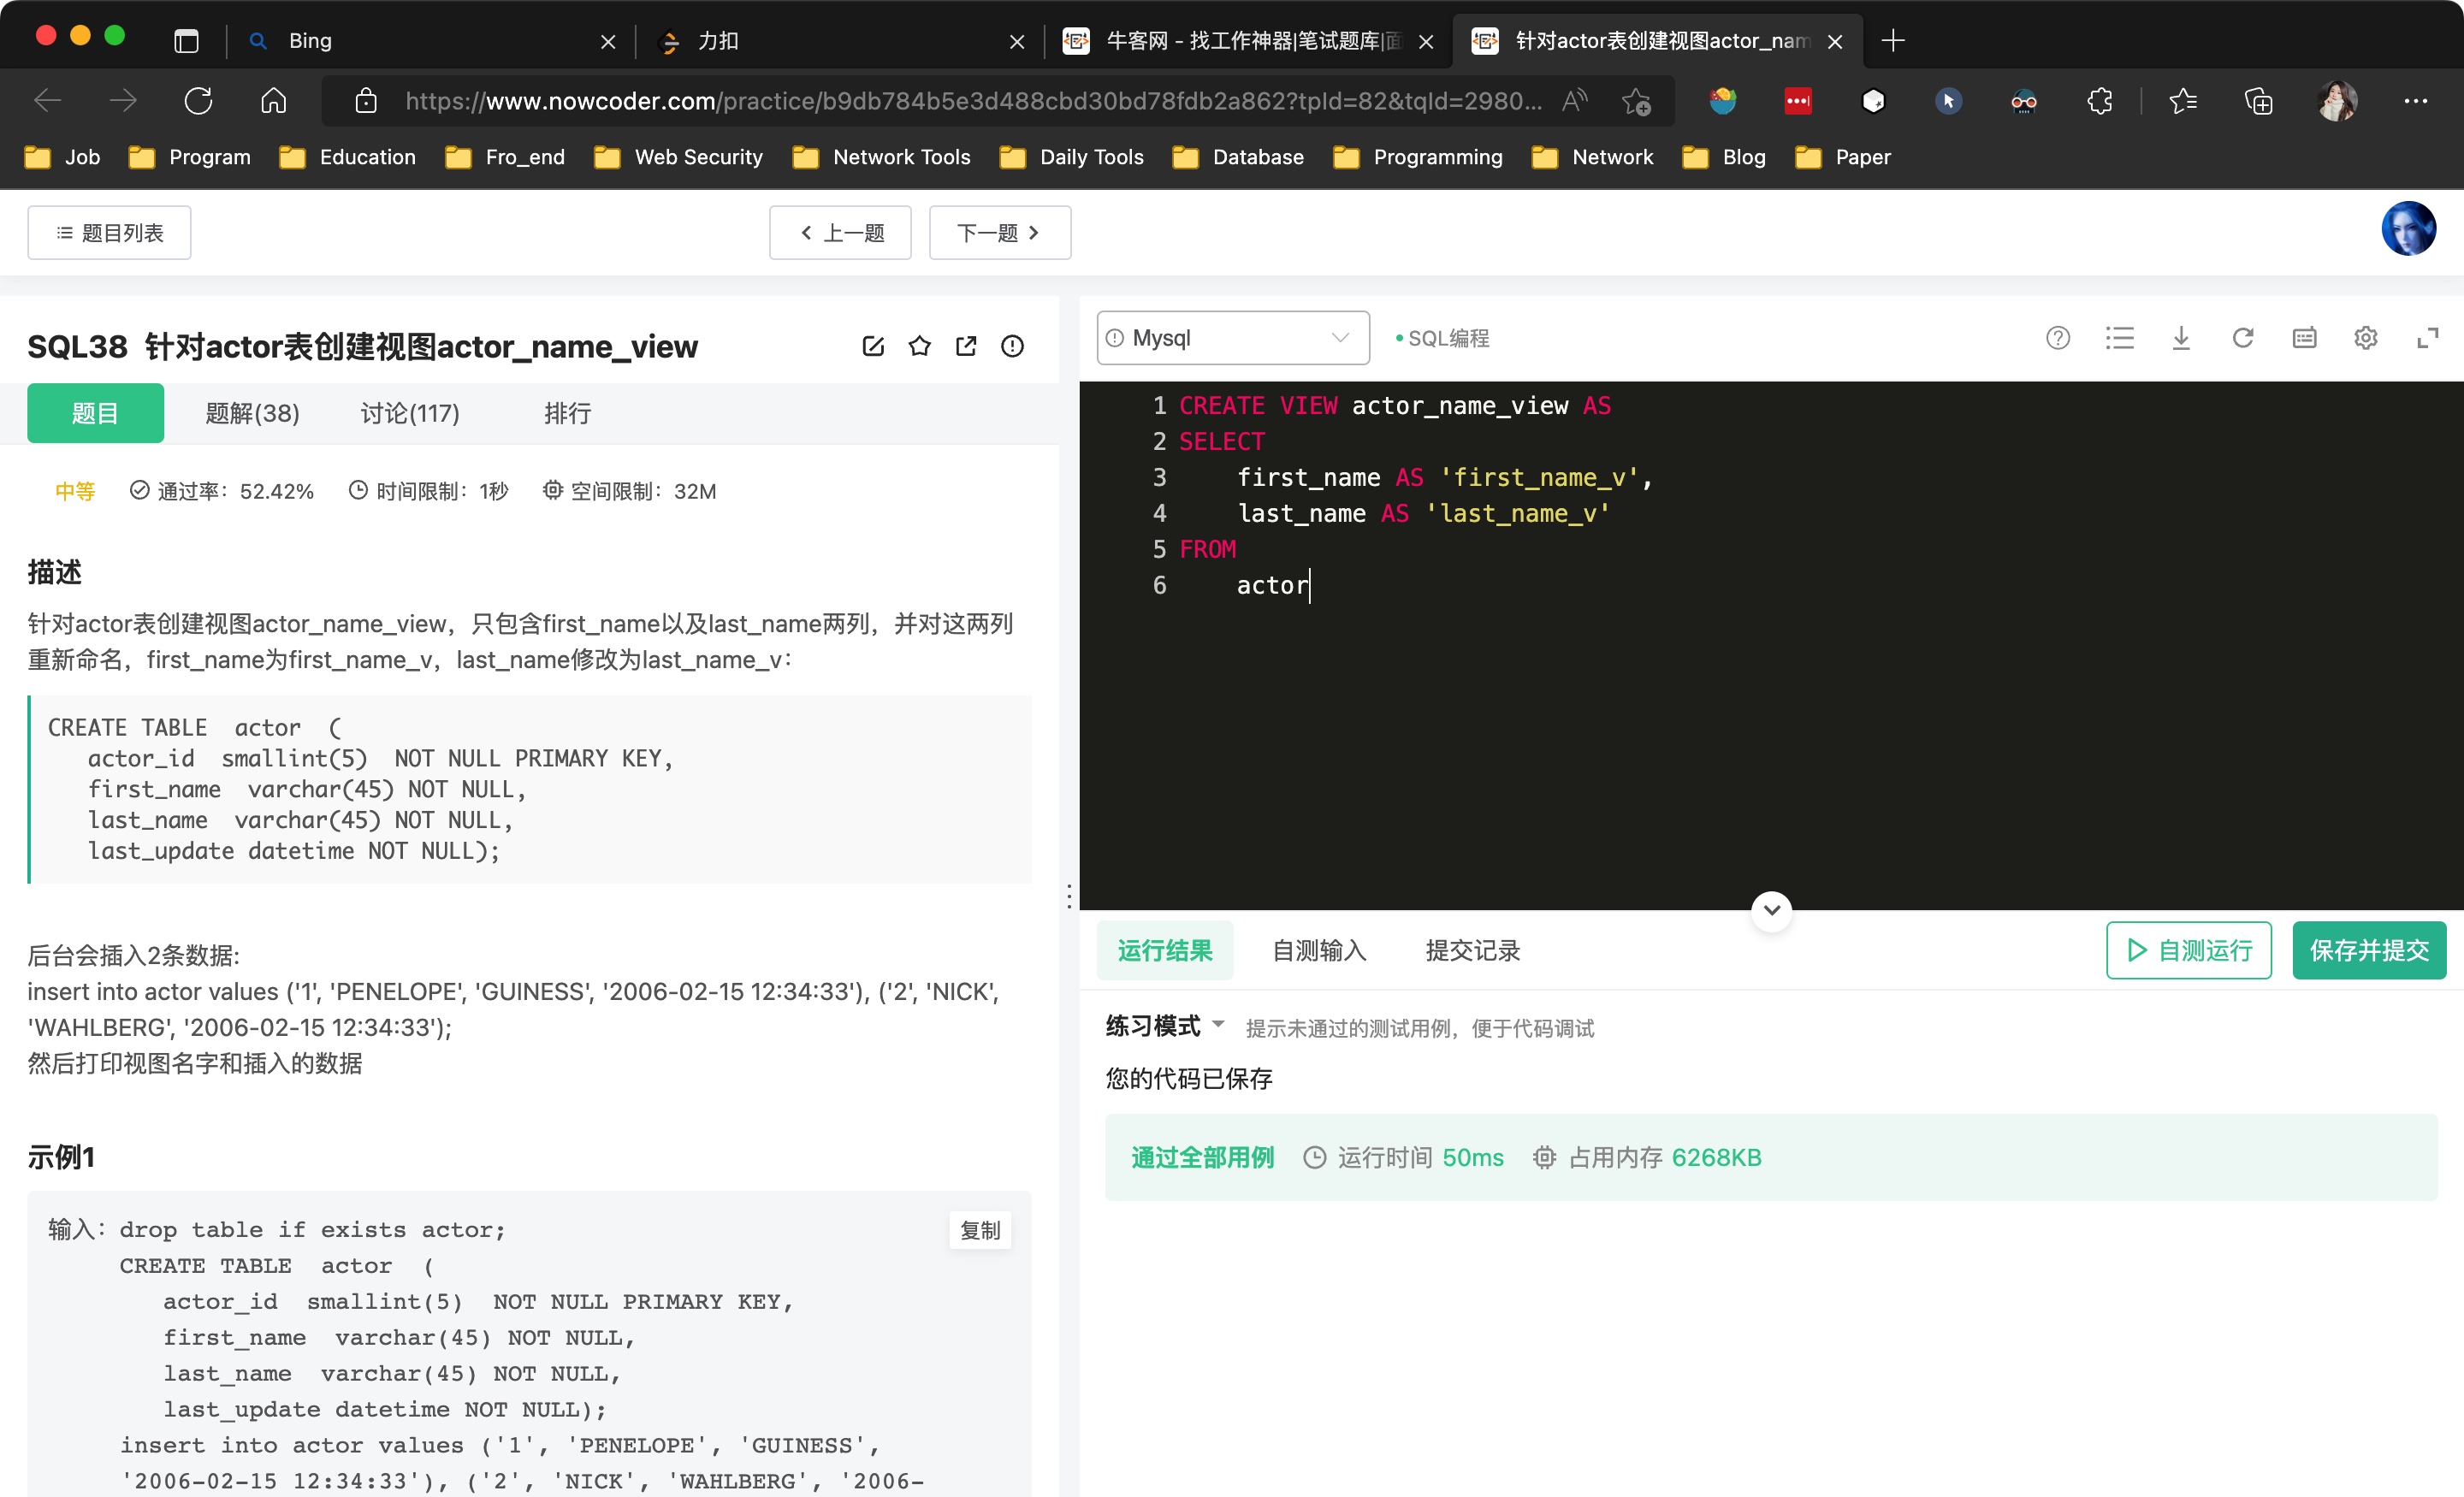 Bing
力扣
牛客网 - 找工作神器|笔试题库|面
针对actor表创建视图actor_nam
https://www.nowcoder.com/practice/b9db784b5e3d488cbd30bd78fdb2a862?tpId=82&tqId=2980...
Job Program Education Fro_end Web Security Network Tools Daily Tools Database Programming Network Blog Paper
题目列表
上一题
下一题
SQL38 针对actor表创建视图actor_name_view
题目 题解(38) 讨论(117) 排行
中等 通过率：52.42% 时间限制：1秒 空间限制：32M
描述
针对actor表创建视图actor_name_view，只包含first_name以及last_name两列，并对这两列
重新命名，first_name为first_name_v，last_name修改为last_name_v：
CREATE TABLE  actor  (
   actor_id  smallint(5)  NOT NULL PRIMARY KEY,
   first_name  varchar(45) NOT NULL,
   last_name  varchar(45) NOT NULL,
   last_update datetime NOT NULL);
后台会插入2条数据:
insert into actor values ('1', 'PENELOPE', 'GUINESS', '2006-02-15 12:34:33'), ('2', 'NICK',
'WAHLBERG', '2006-02-15 12:34:33');
然后打印视图名字和插入的数据
示例1
输入：drop table if exists actor;
复制
CREATE TABLE  actor  (
   actor_id  smallint(5)  NOT NULL PRIMARY KEY,
   first_name  varchar(45) NOT NULL,
   last_name  varchar(45) NOT NULL,
   last_update datetime NOT NULL);
insert into actor values ('1', 'PENELOPE', 'GUINESS',
'2006-02-15 12:34:33'), ('2', 'NICK', 'WAHLBERG', '2006-
Mysql
SQL编程
1 CREATE VIEW actor_name_view AS
2 SELECT
3     first_name AS 'first_name_v',
4     last_name AS 'last_name_v'
5 FROM
6     actor
运行结果 自测输入 提交记录
自测运行
保存并提交
练习模式 提示未通过的测试用例，便于代码调试
您的代码已保存
通过全部用例 运行时间 50ms 占用内存 6268KB